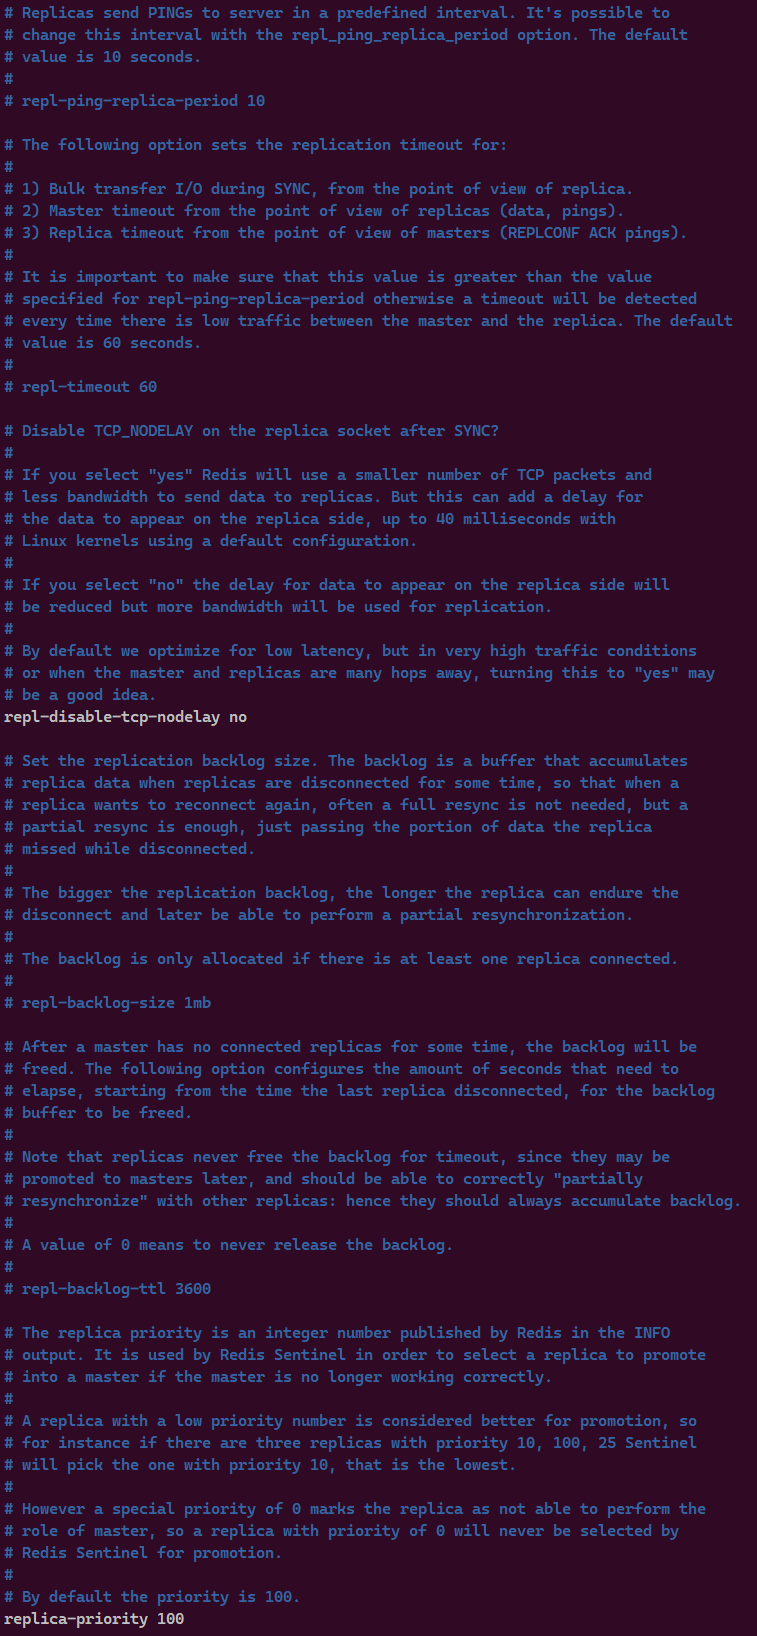 # Replicas send PINGs to server in a predefined interval. It's possible to
# change this interval with the repl_ping_replica_period option. The default
# value is 10 seconds.
#
# repl-ping-replica-period 10

# The following option sets the replication timeout for:
#
# 1) Bulk transfer I/O during SYNC, from the point of view of replica.
# 2) Master timeout from the point of view of replicas (data, pings).
# 3) Replica timeout from the point of view of masters (REPLCONF ACK pings).
#
# It is important to make sure that this value is greater than the value
# specified for repl-ping-replica-period otherwise a timeout will be detected
# every time there is low traffic between the master and the replica. The default
# value is 60 seconds.
#
# repl-timeout 60

# Disable TCP_NODELAY on the replica socket after SYNC?
#
# If you select "yes" Redis will use a smaller number of TCP packets and
# less bandwidth to send data to replicas. But this can add a delay for
# the data to appear on the replica side, up to 40 milliseconds with
# Linux kernels using a default configuration.
#
# If you select "no" the delay for data to appear on the replica side will
# be reduced but more bandwidth will be used for replication.
#
# By default we optimize for low latency, but in very high traffic conditions
# or when the master and replicas are many hops away, turning this to "yes" may
# be a good idea.
repl-disable-tcp-nodelay no

# Set the replication backlog size. The backlog is a buffer that accumulates
# replica data when replicas are disconnected for some time, so that when a
# replica wants to reconnect again, often a full resync is not needed, but a
# partial resync is enough, just passing the portion of data the replica
# missed while disconnected.
#
# The bigger the replication backlog, the longer the replica can endure the
# disconnect and later be able to perform a partial resynchronization.
#
# The backlog is only allocated if there is at least one replica connected.
#
# repl-backlog-size 1mb

# After a master has no connected replicas for some time, the backlog will be
# freed. The following option configures the amount of seconds that need to
# elapse, starting from the time the last replica disconnected, for the backlog
# buffer to be freed.
#
# Note that replicas never free the backlog for timeout, since they may be
# promoted to masters later, and should be able to correctly "partially
# resynchronize" with other replicas: hence they should always accumulate backlog.
#
# A value of 0 means to never release the backlog.
#
# repl-backlog-ttl 3600

# The replica priority is an integer number published by Redis in the INFO
# output. It is used by Redis Sentinel in order to select a replica to promote
# into a master if the master is no longer working correctly.
#
# A replica with a low priority number is considered better for promotion, so
# for instance if there are three replicas with priority 10, 100, 25 Sentinel
# will pick the one with priority 10, that is the lowest.
#
# However a special priority of 0 marks the replica as not able to perform the
# role of master, so a replica with priority of 0 will never be selected by
# Redis Sentinel for promotion.
#
# By default the priority is 100.
replica-priority 100